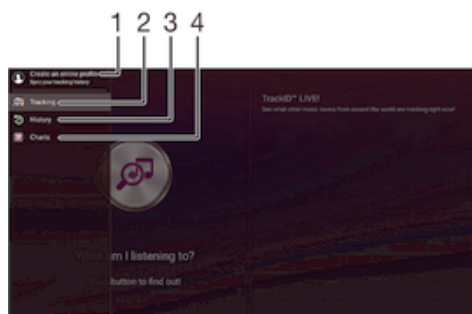 1 2 3 4
Create an online profile
Sync your tracking history
Tracking
TrackID™ LIVE!
See what other music lovers from around the world are tracking right now!
History
Charts
am I listening to?
button to find out!